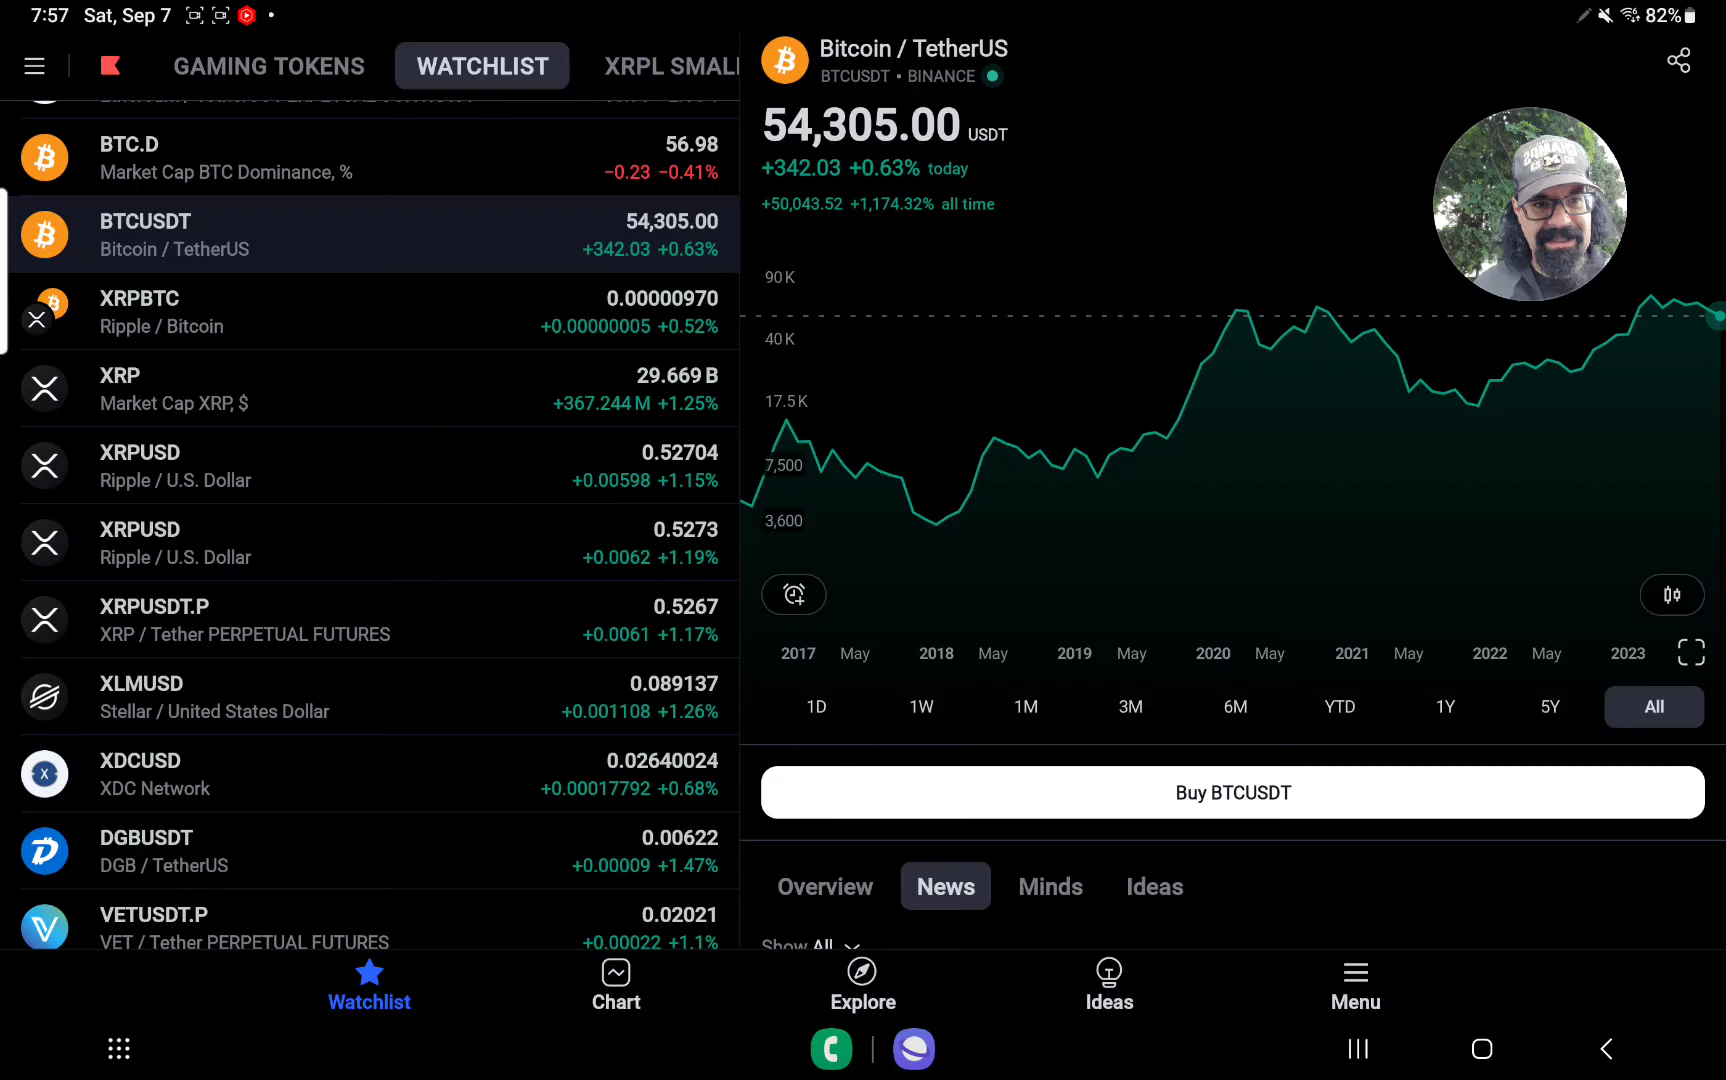 7:57 Sat, Sep 7 82%
GAMING TOKENS WATCHLIST XRPL SMAL
BTC.D 56.98
Market Cap BTC Dominance, % −0.23 −0.41%
BTCUSDT 54,305.00
Bitcoin / TetherUS +342.03 +0.63%
XRPBTC 0.00000970
Ripple / Bitcoin +0.00000005 +0.52%
XRP 29.669 B
Market Cap XRP, $ +367.244 M +1.25%
XRPUSD 0.52704
Ripple / U.S. Dollar +0.00598 +1.15%
XRPUSD 0.5273
Ripple / U.S. Dollar +0.0062 +1.19%
XRPUSDT.P 0.5267
XRP / Tether PERPETUAL FUTURES +0.0061 +1.17%
XLMUSD 0.089137
Stellar / United States Dollar +0.001108 +1.26%
XDCUSD 0.02640024
XDC Network +0.00017792 +0.68%
DGBUSDT 0.00622
DGB / TetherUS +0.00009 +1.47%
VETUSDT.P 0.02021
VET / Tether PERPETUAL FUTURES +0.00022 +1.1%
Bitcoin / TetherUS
BTCUSDT • BINANCE
54,305.00 USDT
+342.03 +0.63% today
+50,043.52 +1,174.32% all time
90 K
40 K
17.5 K
7,500
3,600
2017 May 2018 May 2019 May 2020 May 2021 May 2022 May 2023
1D 1W 1M 3M 6M YTD 1Y 5Y All
Buy BTCUSDT
Overview News Minds Ideas
Show All
Watchlist Chart Explore Ideas Menu